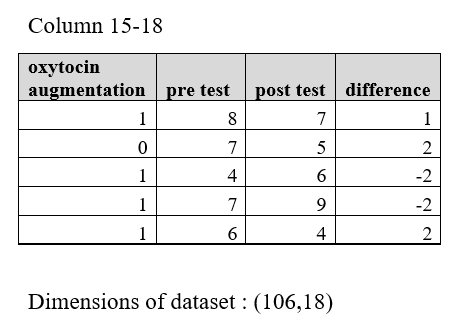 Column 15-18
oxytocin
augmentation pre test post test difference
1 8 7 1
0 7 5 2
1 4 6 -2
1 7 9 -2
1 6 4 2
Dimensions of dataset : (106,18)